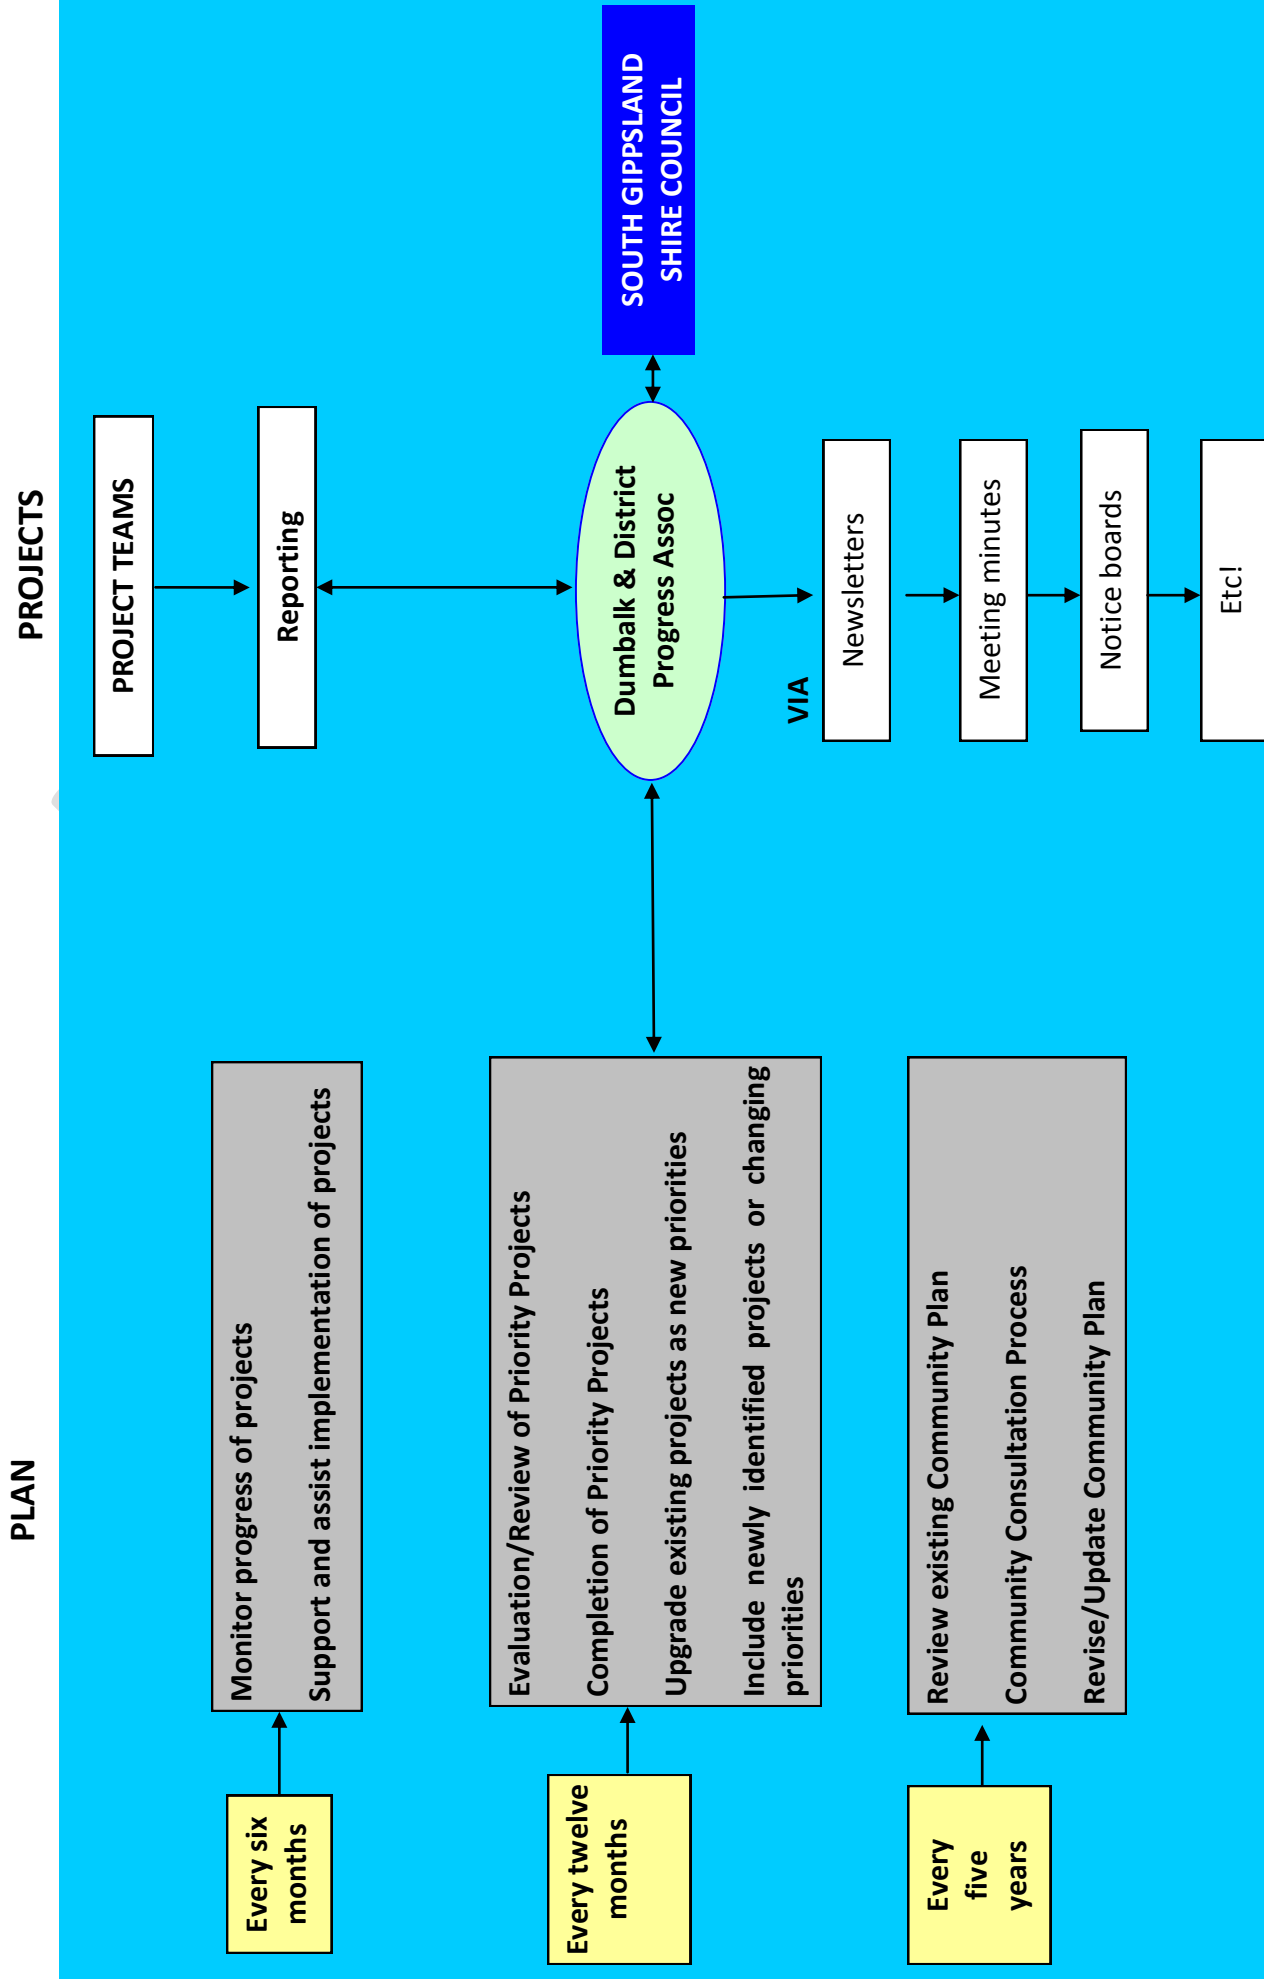 PLAN
PROJECTS
Every six
months
Monitor progress of projects
Support and assist implementation of projects
Every twelve
months
Evaluation/Review of Priority Projects
Completion of Priority Projects
Upgrade existing projects as new priorities
Include newly identified projects or changing
priorities
Every
five
years
Review existing Community Plan
Community Consultation Process
Revise/Update Community Plan
PROJECT TEAMS
Reporting
Dumbalk & District
Progress Assoc
SOUTH GIPPSLAND
SHIRE COUNCIL
VIA
Newsletters
Meeting minutes
Notice boards
Etc!